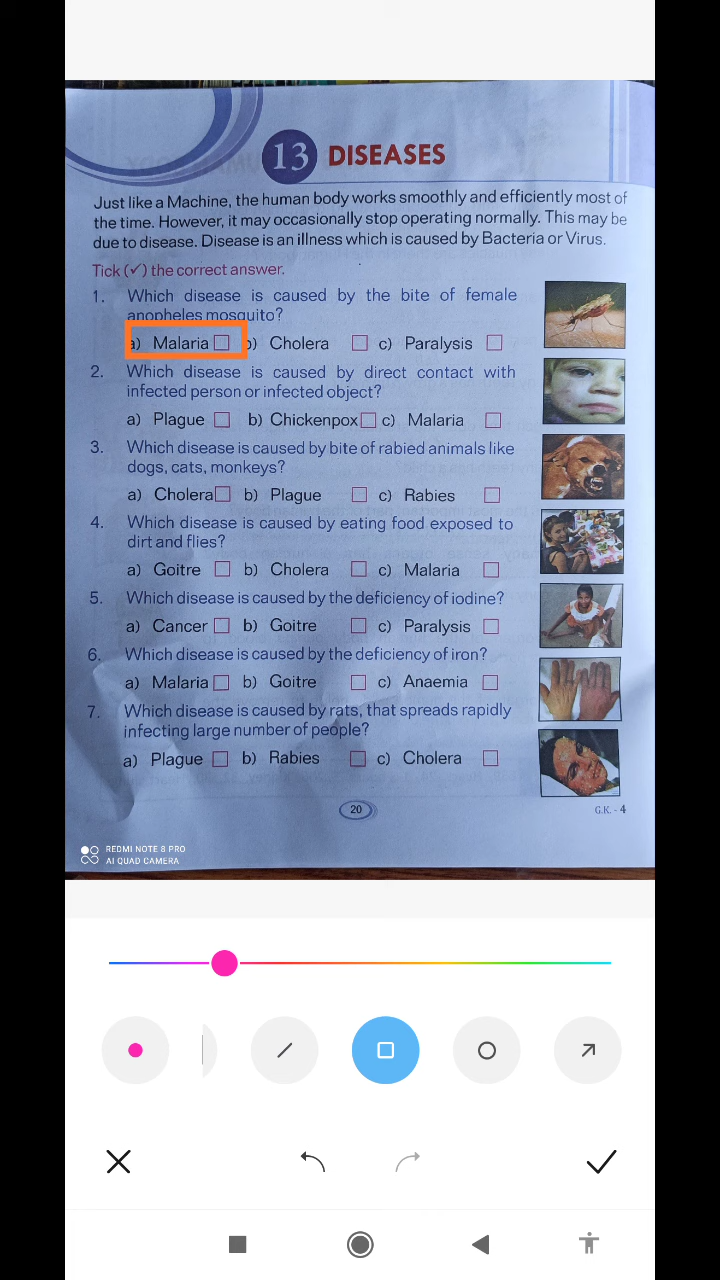 13 DISEASES
Just like a Machine, the human body works smoothly and efficiently most of
the time. However, it may occasionally stop operating normally. This may be
due to disease. Disease is an illness which is caused by Bacteria or Virus.
Tick (✓) the correct answer.
1. Which disease is caused by the bite of female
anopheles mosquito?
a) Malaria b) Cholera c) Paralysis
2. Which disease is caused by direct contact with
infected person or infected object?
a) Plague b) Chickenpox c) Malaria
3. Which disease is caused by bite of rabied animals like
dogs, cats, monkeys?
a) Cholera b) Plague c) Rabies
4. Which disease is caused by eating food exposed to
dirt and flies?
a) Goitre b) Cholera c) Malaria
5. Which disease is caused by the deficiency of iodine?
a) Cancer b) Goitre c) Paralysis
6. Which disease is caused by the deficiency of iron?
a) Malaria b) Goitre c) Anaemia
7. Which disease is caused by rats, that spreads rapidly
infecting large number of people?
a) Plague b) Rabies c) Cholera
20
G.K. - 4
REDMI NOTE 8 PRO
AI QUAD CAMERA